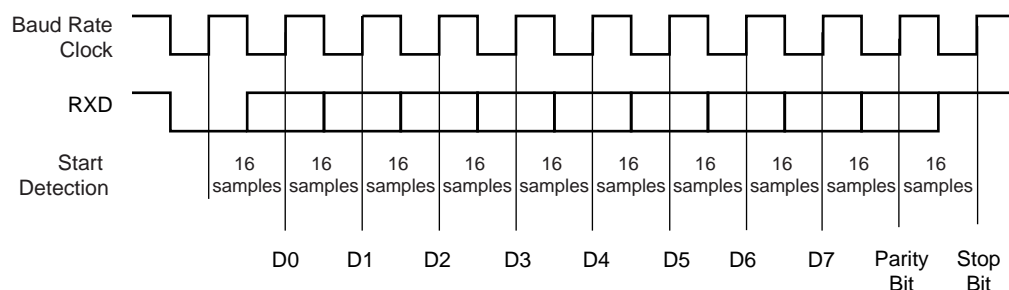 Baud Rate
Clock
RXD
Start
Detection
16 16 16 16 16 16 16 16 16 16
samples samples samples samples samples samples samples samples samples samples
D0 D1 D2 D3 D4 D5 D6 D7 Parity Stop
Bit Bit